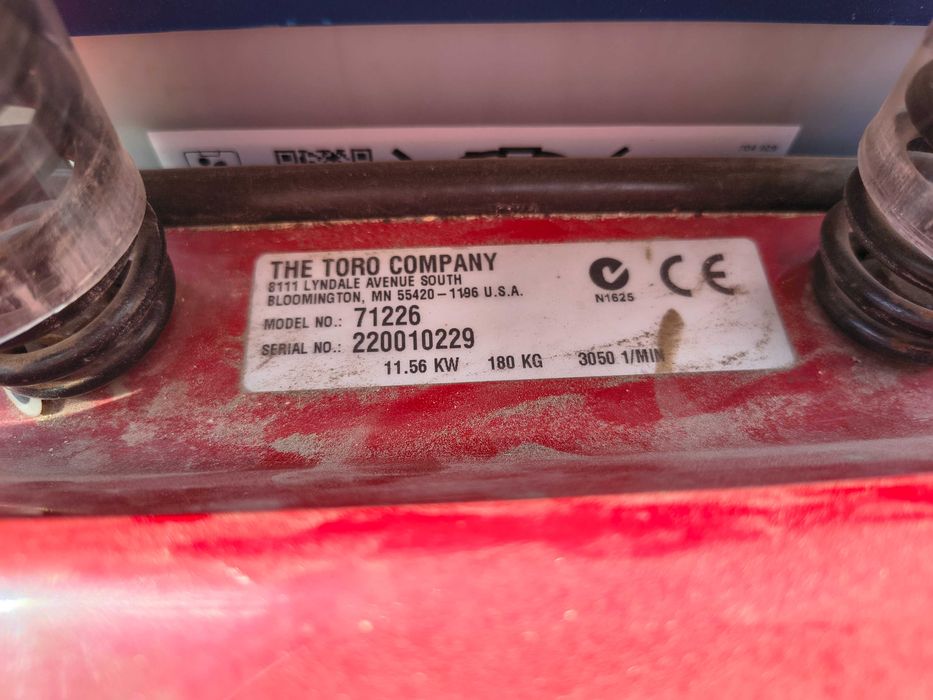 THE TORO COMPANY
8111 LYNDALE AVENUE SOUTH
BLOOMINGTON, MN 55420-1196 U.S.A.
N1625
CE
MODEL NO.: 71226
SERIAL NO.: 220010229
11.56 KW 180 KG 3050 1/MIN